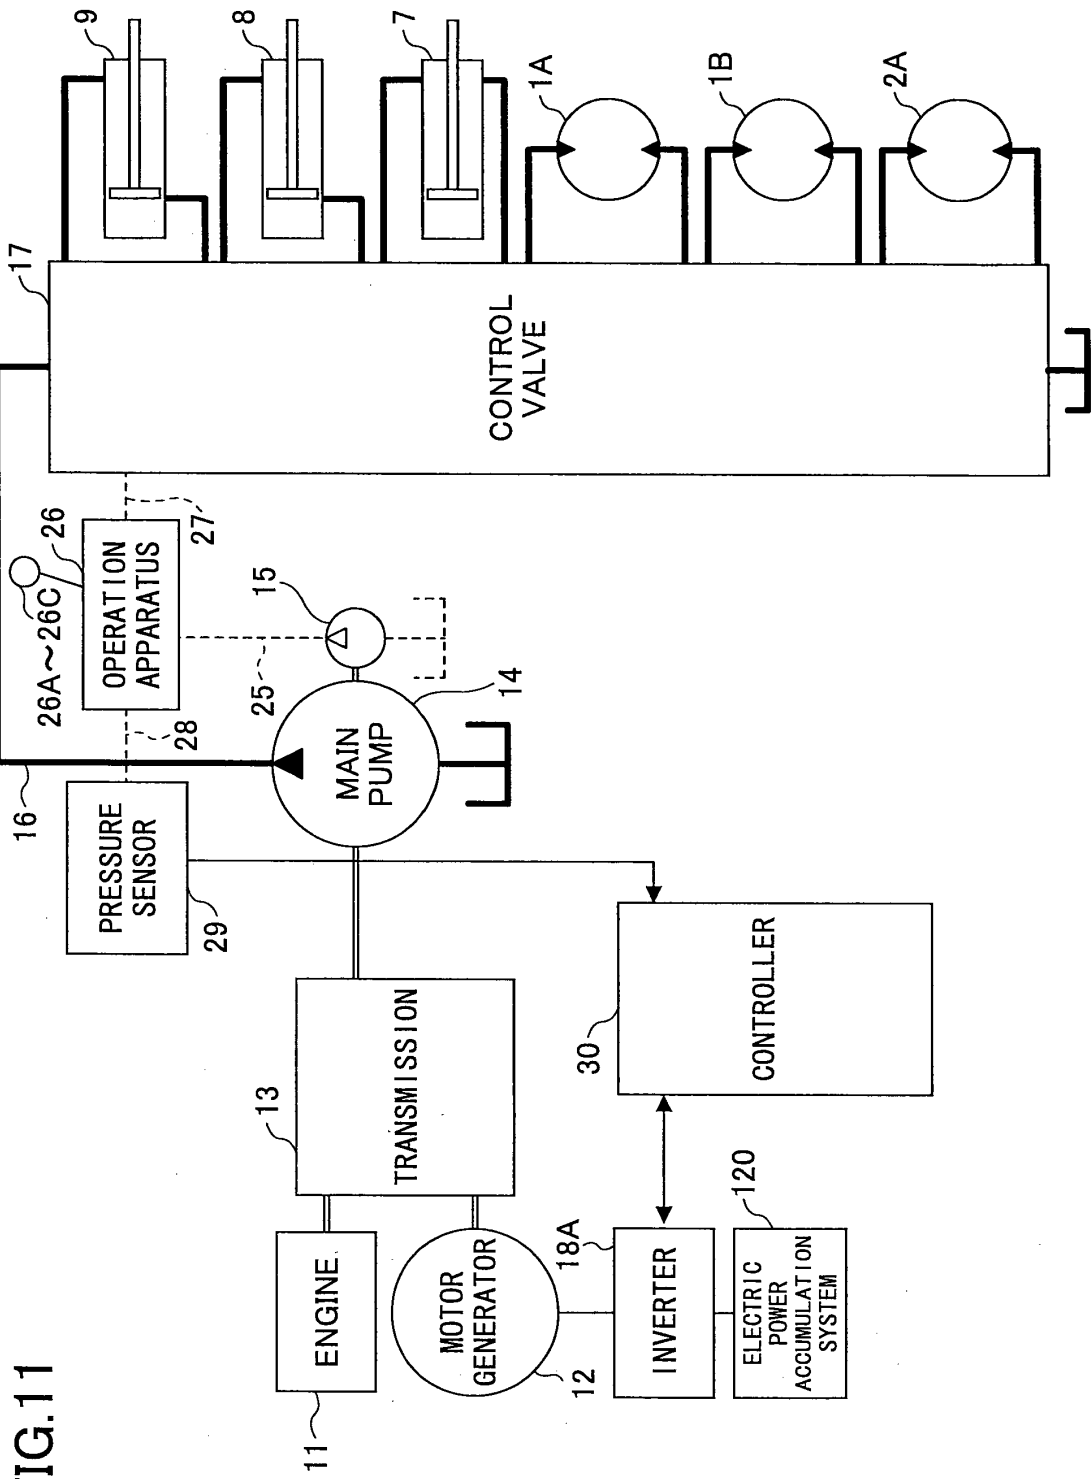 FIG.11
16
26A~26C
26
17
9
PRESSURE
SENSOR
OPERATION
APPARATUS
28
27
29
8
13
25
15
11
ENGINE
TRANSMISSION
MAIN
PUMP
7
14
MOTOR
GENERATOR
CONTROL
VALVE
1A
12
18A
30
INVERTER
CONTROLLER
1B
120
ELECTRIC
POWER
ACCUMULATION
SYSTEM
2A